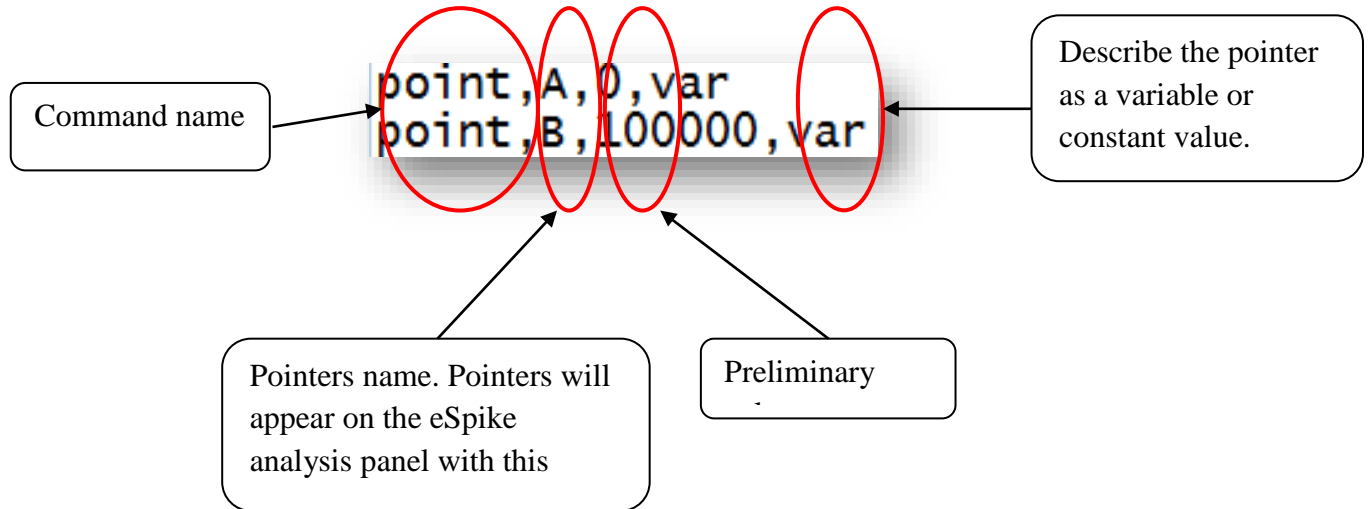 point,A,0,var
point,B,100000,var
Command name
Describe the pointer
as a variable or
constant value.
Pointers name. Pointers will
appear on the eSpike
analysis panel with this
Preliminary